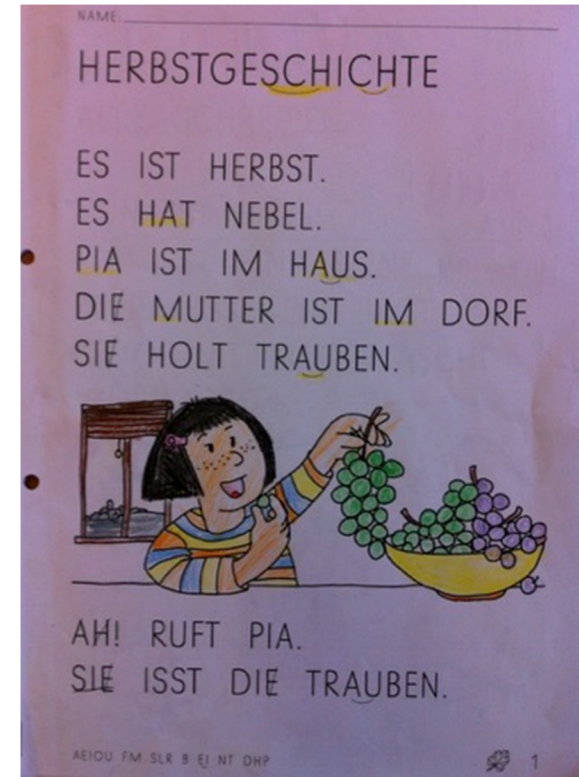 NAME
HERBSTGESCHICHTE
ES IST HERBST.
ES HAT NEBEL.
PIA IST IM HAUS.
DIE MUTTER IST IM DORF.
SIE HOLT TRAUBEN.
AH! RUFT PIA.
SIE ISST DIE TRAUBEN.
AEIOU FM SLR B EI NT DHP
1